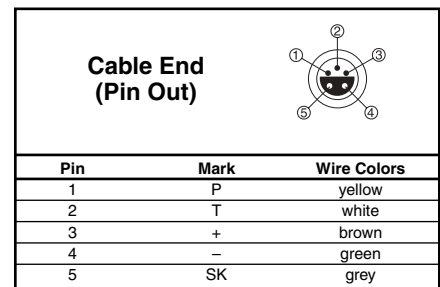 Cable End
(Pin Out)
① ② ③
⑤ ④
Pin Mark Wire Colors
1 P yellow
2 T white
3 + brown
4 – green
5 SK grey